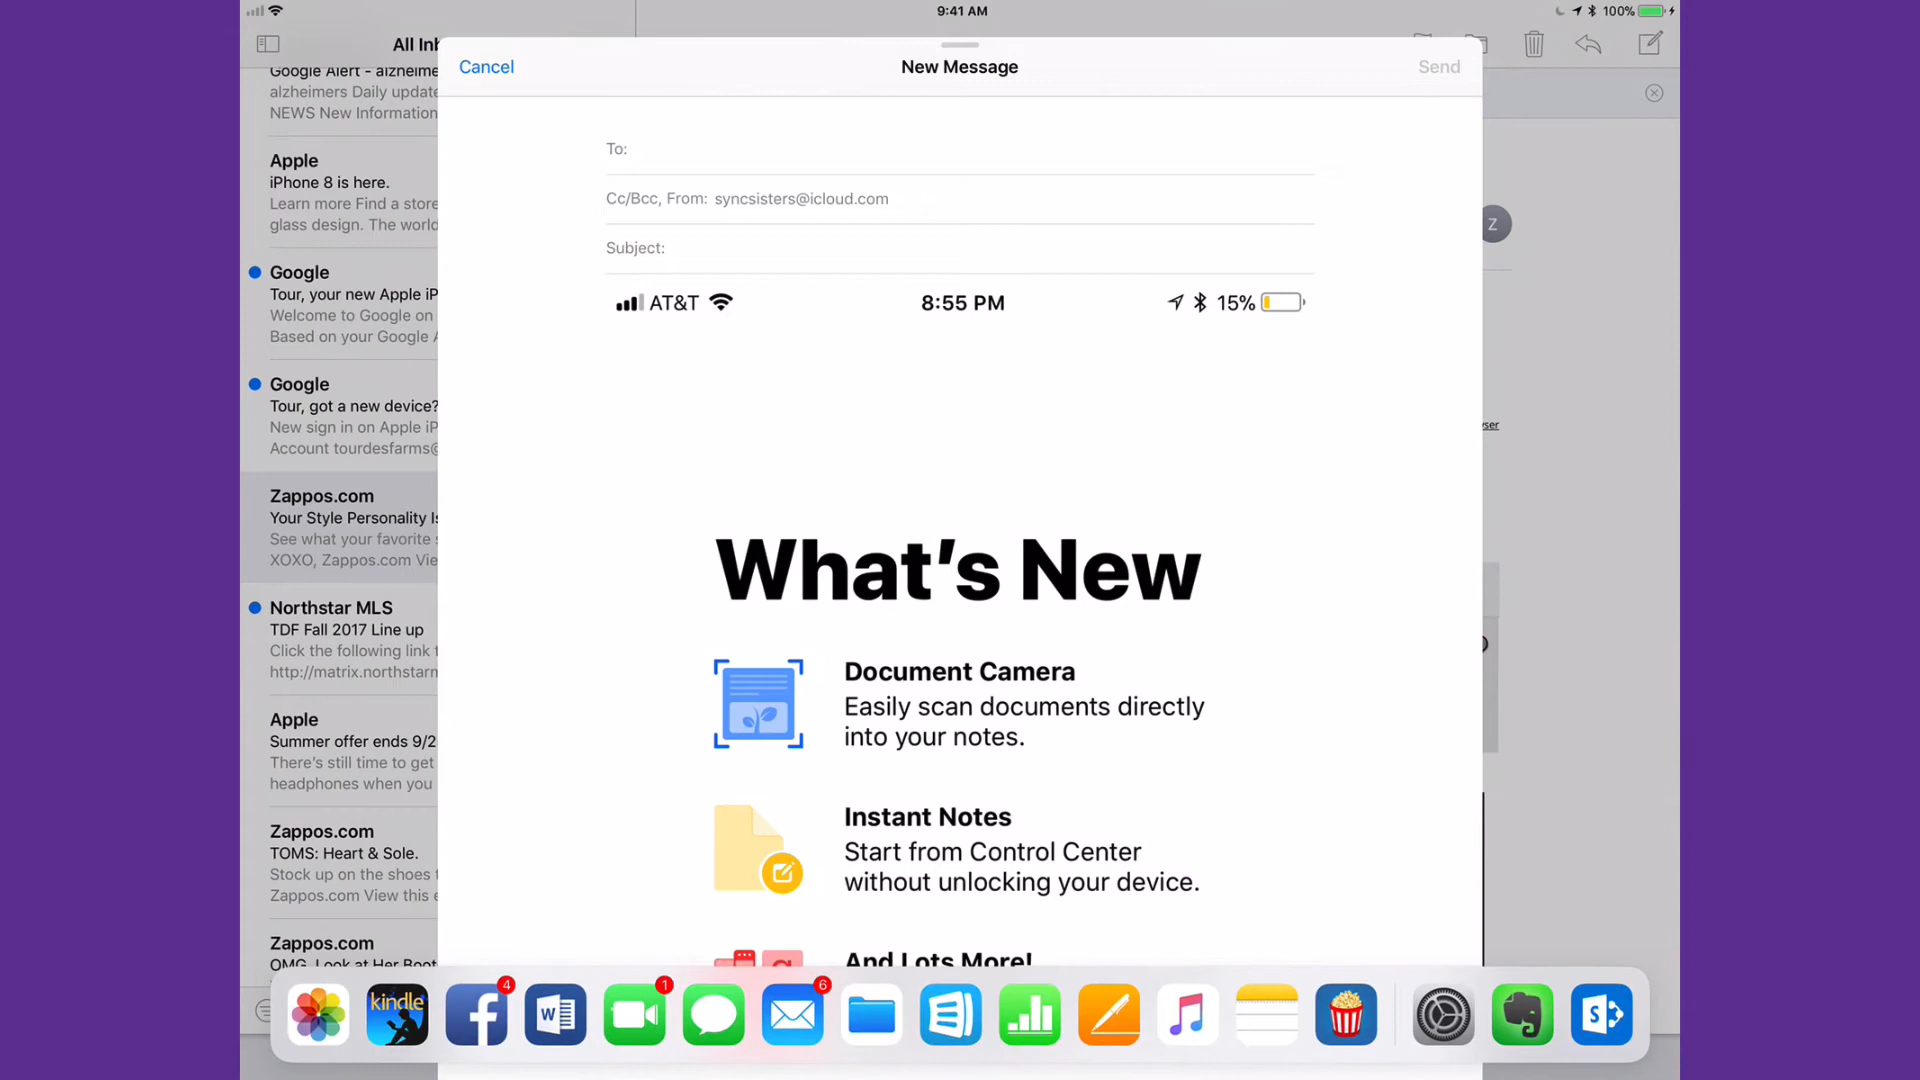 9:41 AM
100%
All Inb
Google Alert - alzheime
alzheimers Daily update
NEWS New Information
Apple
iPhone 8 is here.
Learn more Find a store
glass design. The world
Google
Tour, your new Apple iP
Welcome to Google on
Based on your Google A
Google
Tour, got a new device?
New sign in on Apple iP
Account tourdesfarms@
Zappos.com
Your Style Personality Is
See what your favorite s
XOXO, Zappos.com Vie
Northstar MLS
TDF Fall 2017 Line up
Click the following link t
http://matrix.northstarm
Apple
Summer offer ends 9/2
There's still time to get
headphones when you
Zappos.com
TOMS: Heart & Sole.
Stock up on the shoes t
Zappos.com View this e
Zappos.com
OMG, Look at Her Boot
Cancel
New Message
Send
To:
Cc/Bcc, From: syncsisters@icloud.com
Subject:
AT&T
8:55 PM
15%
What's New
Document Camera
Easily scan documents directly
into your notes.
Instant Notes
Start from Control Center
without unlocking your device.
And Lots More!
Z
wser
kindle
4
W
1
6
S